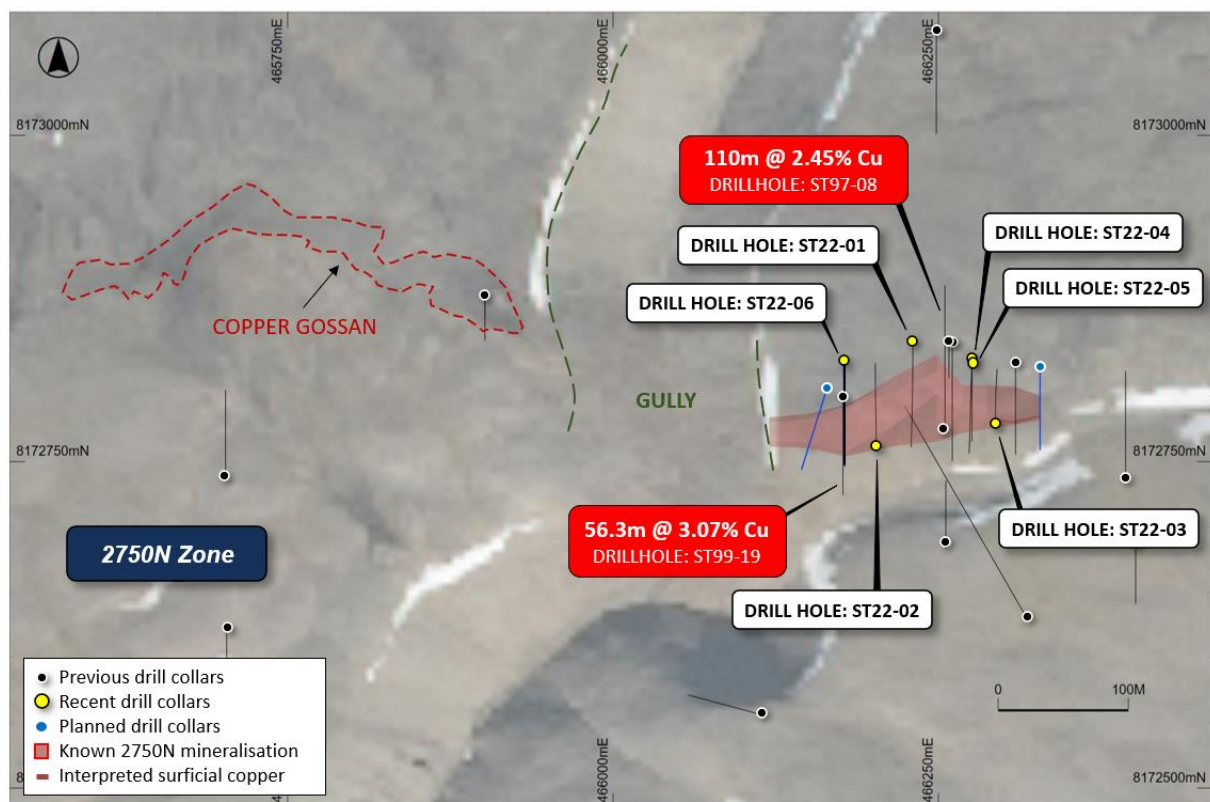 465750mE
466000mE
466250mE
8173000mN
8173000mN
110m @ 2.45% Cu
DRILLHOLE: ST97-08
DRILL HOLE: ST22-04
DRILL HOLE: ST22-01
DRILL HOLE: ST22-05
DRILL HOLE: ST22-06
COPPER GOSSAN
GULLY
8172750mN
8172750mN
56.3m @ 3.07% Cu
DRILLHOLE: ST99-19
DRILL HOLE: ST22-03
2750N Zone
DRILL HOLE: ST22-02
Previous drill collars
Recent drill collars
Planned drill collars
Known 2750N mineralisation
Interpreted surficial copper
0
100M
466000mE
466250mE
8172500mN